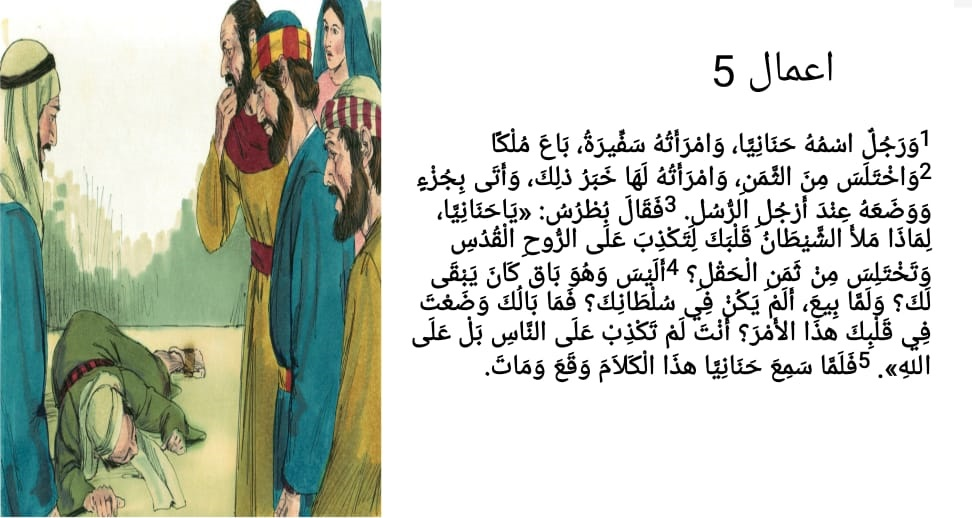 اعمال 5
1وَرَجُلٌ اسْمُهُ حَنَانِيَّا، وَامْرَأَتُهُ سَفِّيرَةُ، بَاعَ مُلْكًا
2وَاخْتَلَسَ مِنَ الثَّمَنِ، وَامْرَأَتُهُ لَهَا خَبَرُ ذلِكَ، وَأَتَى بِجُزْءٍ
وَوَضَعَهُ عِنْدَ أَرْجُلِ الرُّسُلِ. 3فَقَالَ بُطْرُسُ: «يَاحَنَانِيَّا،
لِمَاذَا مَلأَ الشَّيْطَانُ قَلْبَكَ لِتَكْذِبَ عَلَى الرُّوحِ الْقُدُسِ
وَتَخْتَلِسَ مِنْ ثَمَنِ الْحَقْلِ؟ 4أَلَيْسَ وَهُوَ بَاق كَانَ يَبْقَى
لَكَ؟ وَلَمَّا بِيعَ، أَلَمْ يَكُنْ فِي سُلْطَانِكَ؟ فَمَا بَالُكَ وَضَعْتَ
فِي قَلْبِكَ هذَا الأَمْرَ؟ أَنْتَ لَمْ تَكْذِبْ عَلَى النَّاسِ بَلْ عَلَى
اللهِ». 5فَلَمَّا سَمِعَ حَنَانِيَّا هذَا الْكَلاَمَ وَقَعَ وَمَاتَ.